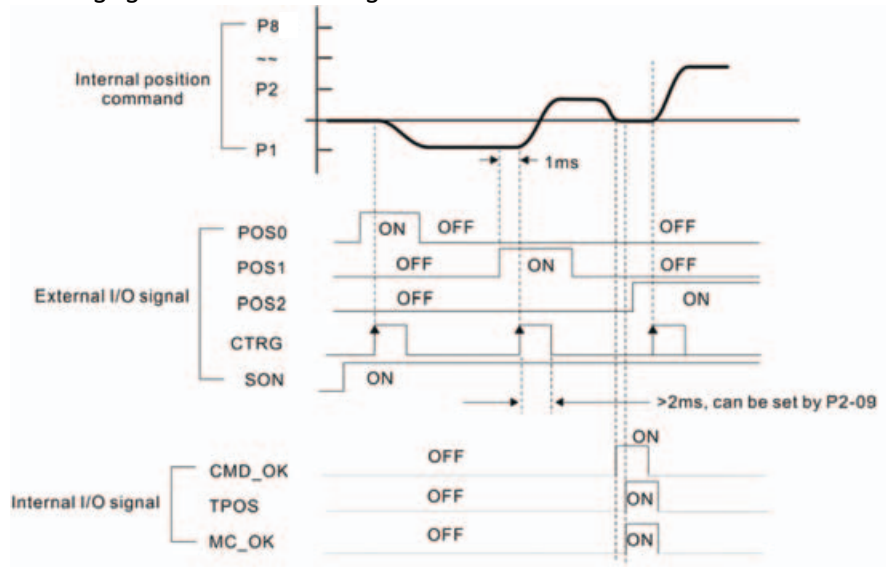 P8
~~
Internal position
command
P2
P1
1ms
POS0 ON OFF OFF
POS1 OFF ON OFF
External I/O signal
POS2 OFF ON
CTRG
SON ON
>2ms, can be set by P2-09
ON
CMD_OK OFF
Internal I/O signal
TPOS OFF ON
MC_OK OFF ON